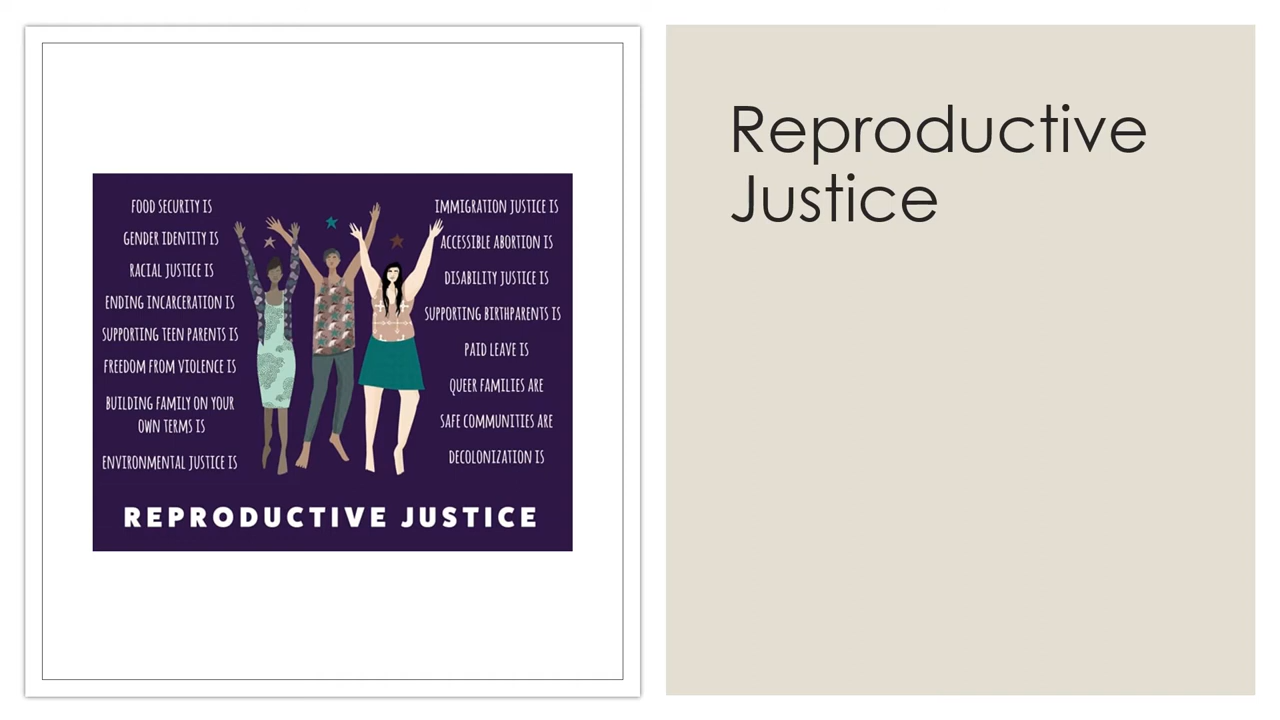 FOOD SECURITY IS
GENDER IDENTITY IS
RACIAL JUSTICE IS
ENDING INCARCERATION IS
SUPPORTING TEEN PARENTS IS
FREEDOM FROM VIOLENCE IS
BUILDING FAMILY ON YOUR
OWN TERMS IS
ENVIRONMENTAL JUSTICE IS
IMMIGRATION JUSTICE IS
ACCESSIBLE ABORTION IS
DISABILITY JUSTICE IS
SUPPORTING BIRTHPARENTS IS
PAID LEAVE IS
QUEER FAMILIES ARE
SAFE COMMUNITIES ARE
DECOLONIZATION IS
REPRODUCTIVE JUSTICE
Reproductive
Justice